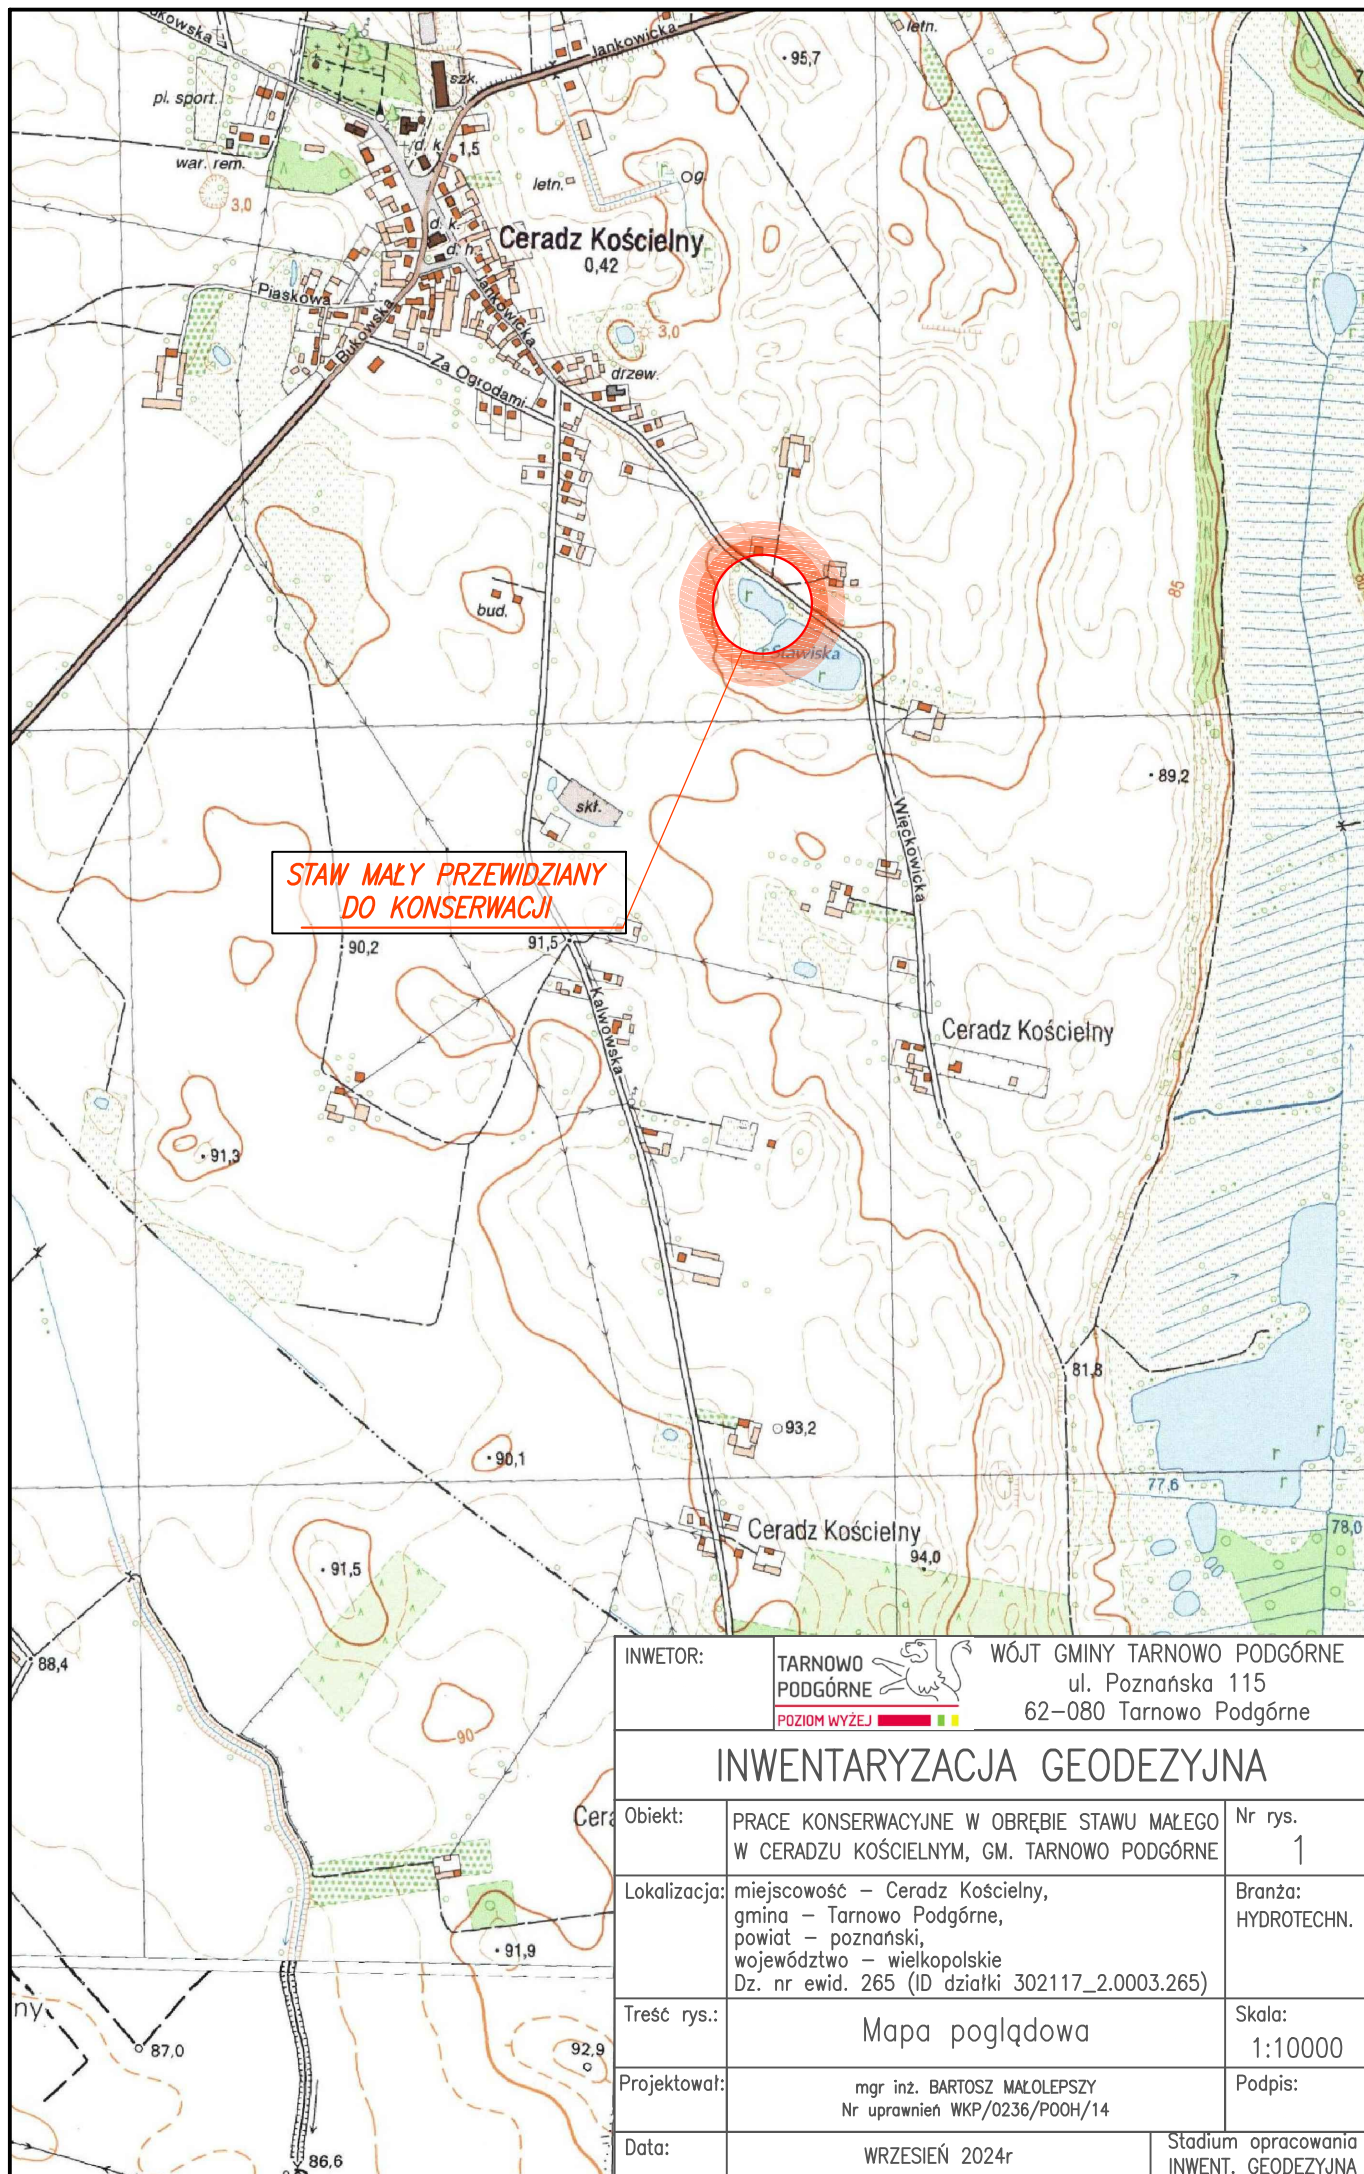 Jankowicka
letn.
95,7
szk.
pl. sport.
war. rem.
3,0
d. k.
1,5
letn.
Og
Ceradz Kościelny
0,42
d. k.
d. h.
Piaskowa
Bukowska
Jankowicka
3,0
Za Ogrodami
drzew.
bud.
r
r
Stawiska
r
85
89,2
skł.
Więckowicka
STAW MAŁY PRZEWIDZIANY
DO KONSERWACJI
90,2
91,5
Kalwowska
Ceradz Kościelny
91,3
81,8
93,2
90,1
r
r
r
77,6
78,0
Ceradz Kościelny
94,0
91,5
88,4
90
91,9
ny
87,0
92,9
86,6
INWETOR:
TARNOWO
PODGÓRNE
POZIOM WYŻEJ
WÓJT GMINY TARNOWO PODGÓRNE
ul. Poznańska 115
62-080 Tarnowo Podgórne
INWENTARYZACJA GEODEZYJNA
Obiekt:
PRACE KONSERWACYJNE W OBRĘBIE STAWU MAŁEGO
W CERADZU KOŚCIELNYM, GM. TARNOWO PODGÓRNE
Nr rys.
1
Lokalizacja:
miejscowość – Ceradz Kościelny,
gmina – Tarnowo Podgórne,
powiat – poznański,
województwo – wielkopolskie
Dz. nr ewid. 265 (ID działki 302117_2.0003.265)
Branża:
HYDROTECHN.
Treść rys.:
Mapa poglądowa
Skala:
1:10000
Projektował:
mgr inż. BARTOSZ MAŁOLEPSZY
Nr uprawnień WKP/0236/POOH/14
Podpis:
Data:
WRZESIEŃ 2024r
Stadium opracowania
INWENT. GEODEZYJNA